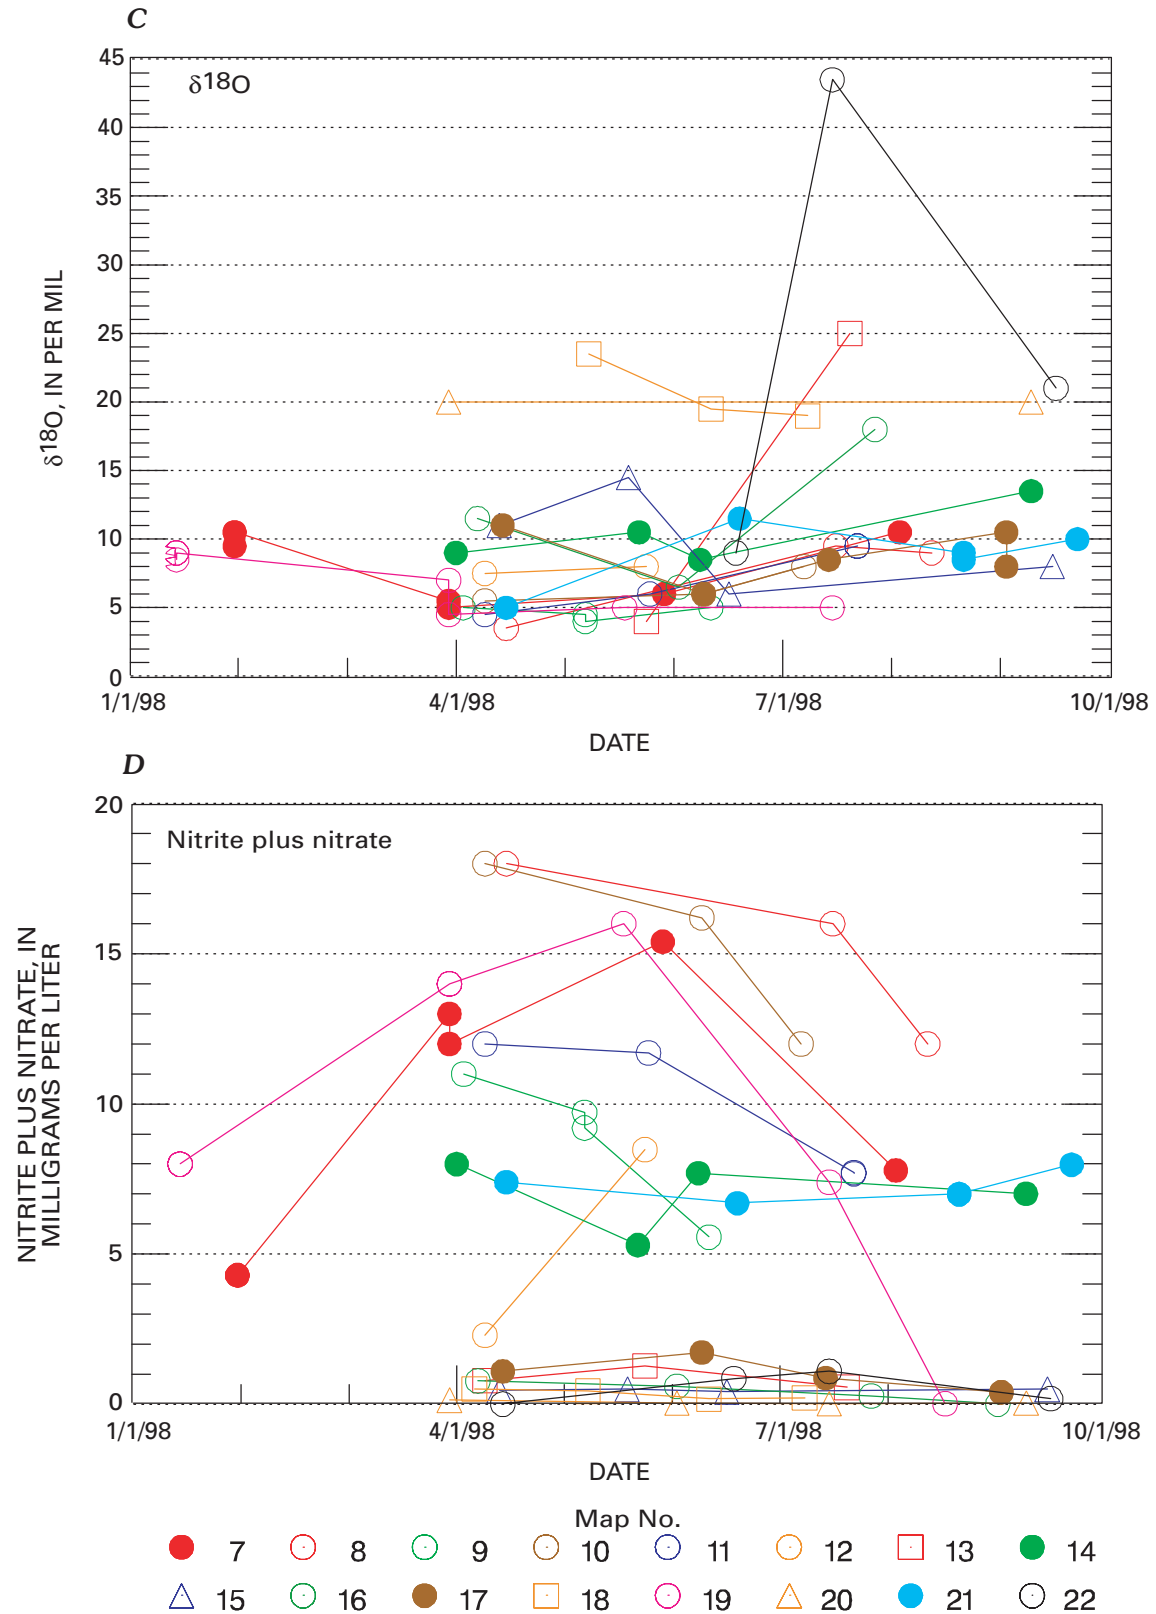 C
45
δ18O
40
35
30
25
20
15
10
5
0
δ18O, IN PER MIL
1/1/98 4/1/98 7/1/98 10/1/98
DATE
D
20
Nitrite plus nitrate
15
10
5
0
NITRITE PLUS NITRATE, IN
MILLIGRAMS PER LITER
1/1/98 4/1/98 7/1/98 10/1/98
DATE
Map No.
7 8 9 10 11 12 13 14
15 16 17 18 19 20 21 22